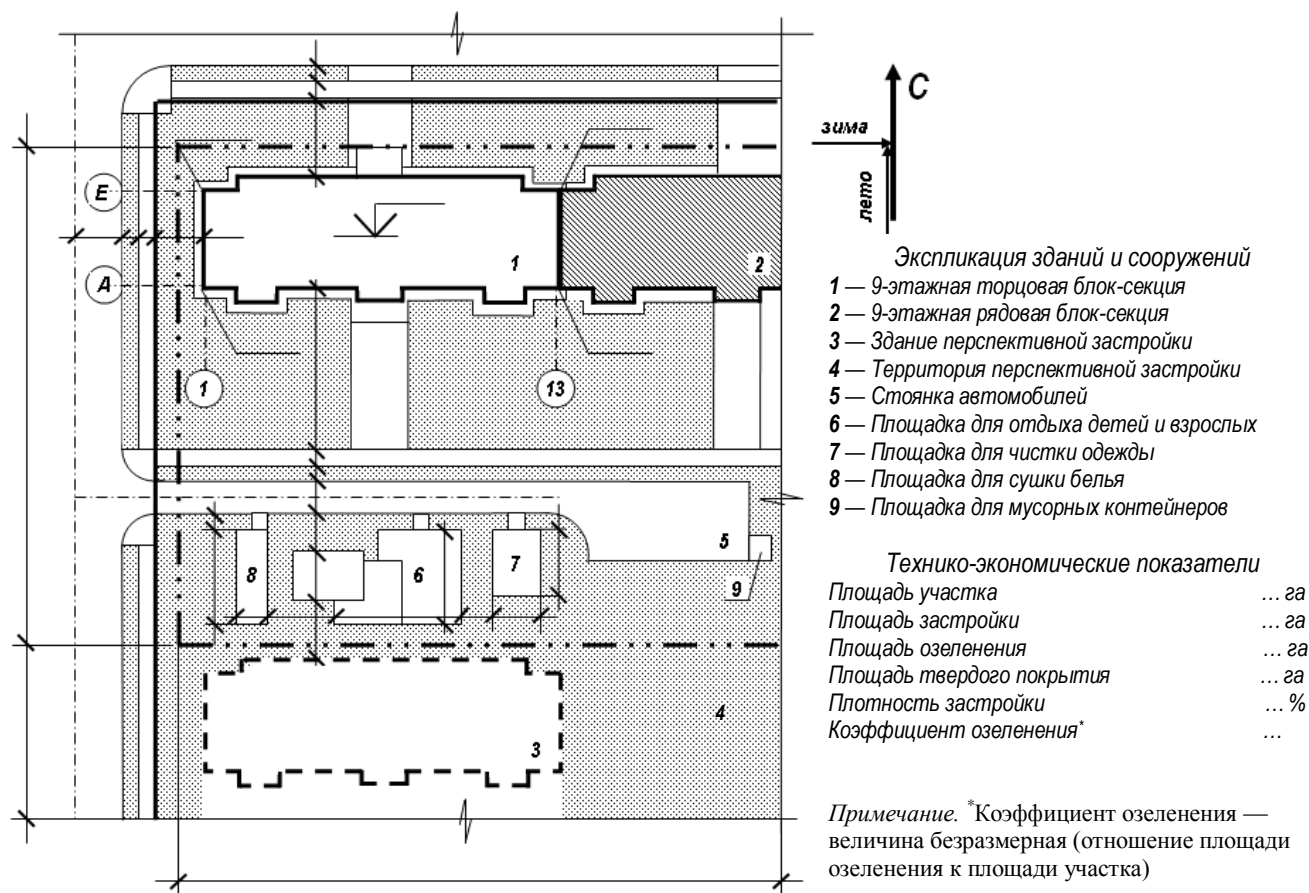 С
зима
лето
Е
А
1
2
1
13
5
6
7
8
9
4
3
Экспликация зданий и сооружений
1 — 9-этажная торцовая блок-секция
2 — 9-этажная рядовая блок-секция
3 — Здание перспективной застройки
4 — Территория перспективной застройки
5 — Стоянка автомобилей
6 — Площадка для отдыха детей и взрослых
7 — Площадка для чистки одежды
8 — Площадка для сушки белья
9 — Площадка для мусорных контейнеров
Технико-экономические показатели
Площадь участка … га
Площадь застройки … га
Площадь озеленения … га
Площадь твердого покрытия … га
Плотность застройки … %
Коэффициент озеленения* …
Примечание. *Коэффициент озеленения —
величина безразмерная (отношение площади
озеленения к площади участка)